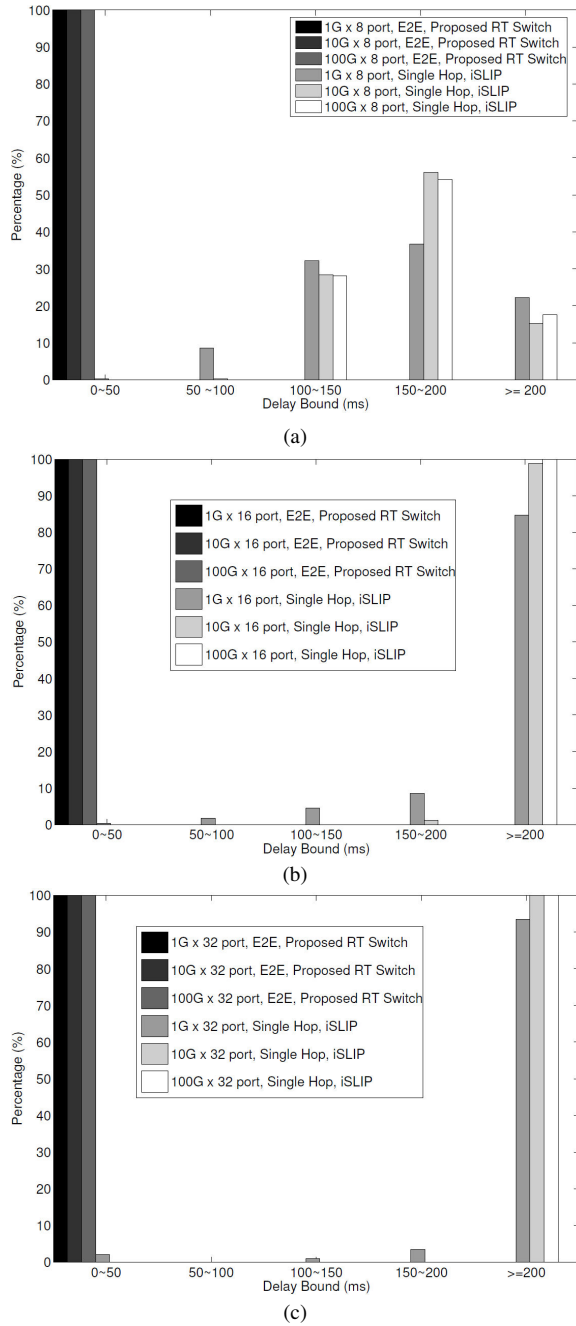 100
90
80
70
60
50
40
30
20
10
0
Percentage (%)
1G x 8 port, E2E, Proposed RT Switch
10G x 8 port, E2E, Proposed RT Switch
100G x 8 port, E2E, Proposed RT Switch
1G x 8 port, Single Hop, iSLIP
10G x 8 port, Single Hop, iSLIP
100G x 8 port, Single Hop, iSLIP
0~50 50 ~100 100~150 150~200 >= 200
Delay Bound (ms)
(a)
100
90
80
70
60
50
40
30
20
10
0
Percentage (%)
1G x 16 port, E2E, Proposed RT Switch
10G x 16 port, E2E, Proposed RT Switch
100G x 16 port, E2E, Proposed RT Switch
1G x 16 port, Single Hop, iSLIP
10G x 16 port, Single Hop, iSLIP
100G x 16 port, Single Hop, iSLIP
0~50 50~100 100~150 150~200 >=200
Delay Bound (ms)
(b)
100
90
80
70
60
50
40
30
20
10
0
Percentage (%)
1G x 32 port, E2E, Proposed RT Switch
10G x 32 port, E2E, Proposed RT Switch
100G x 32 port, E2E, Proposed RT Switch
1G x 32 port, Single Hop, iSLIP
10G x 32 port, Single Hop, iSLIP
100G x 32 port, Single Hop, iSLIP
0~50 50~100 100~150 150~200 >=200
Delay Bound (ms)
(c)